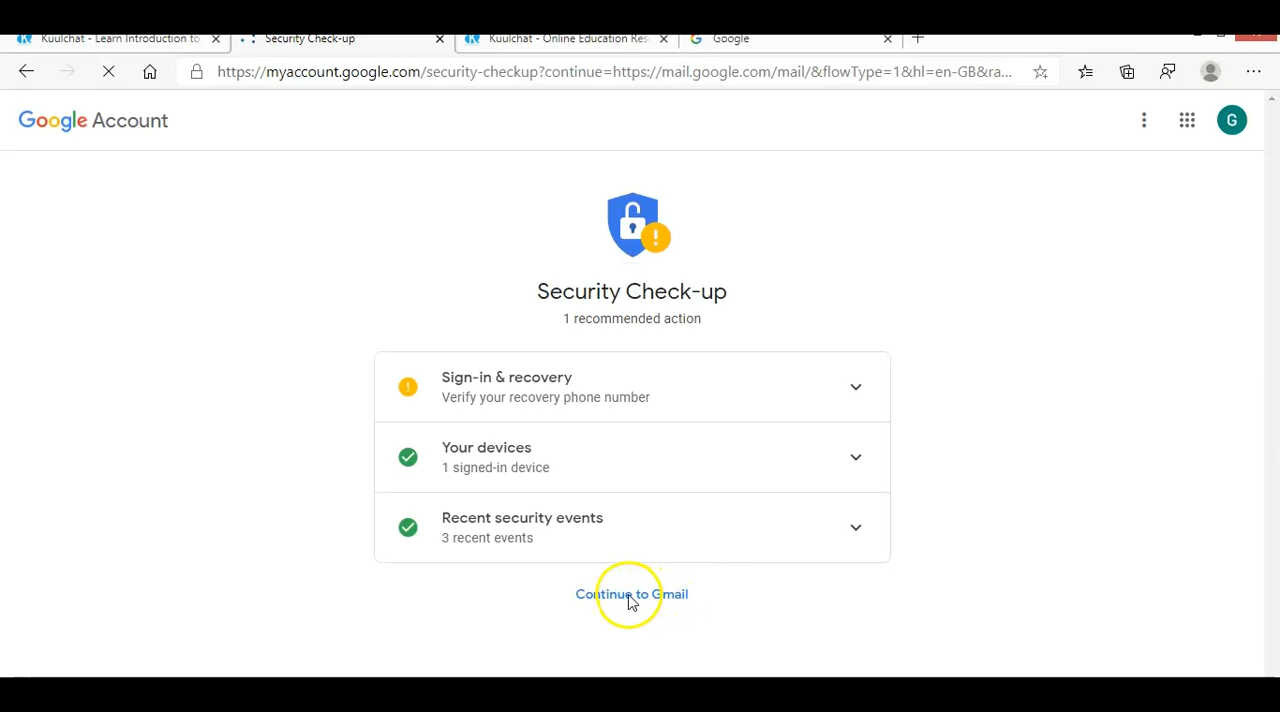 Kuulchat - Learn Introduction to
Security Check-up
Kuulchat - Online Education Res
Google
https://myaccount.google.com/security-checkup?continue=https://mail.google.com/mail/&flowType=1&hl=en-GB&ra...
Google Account
G
Security Check-up
1 recommended action
Sign-in & recovery
Verify your recovery phone number
Your devices
1 signed-in device
Recent security events
3 recent events
Continue to Gmail